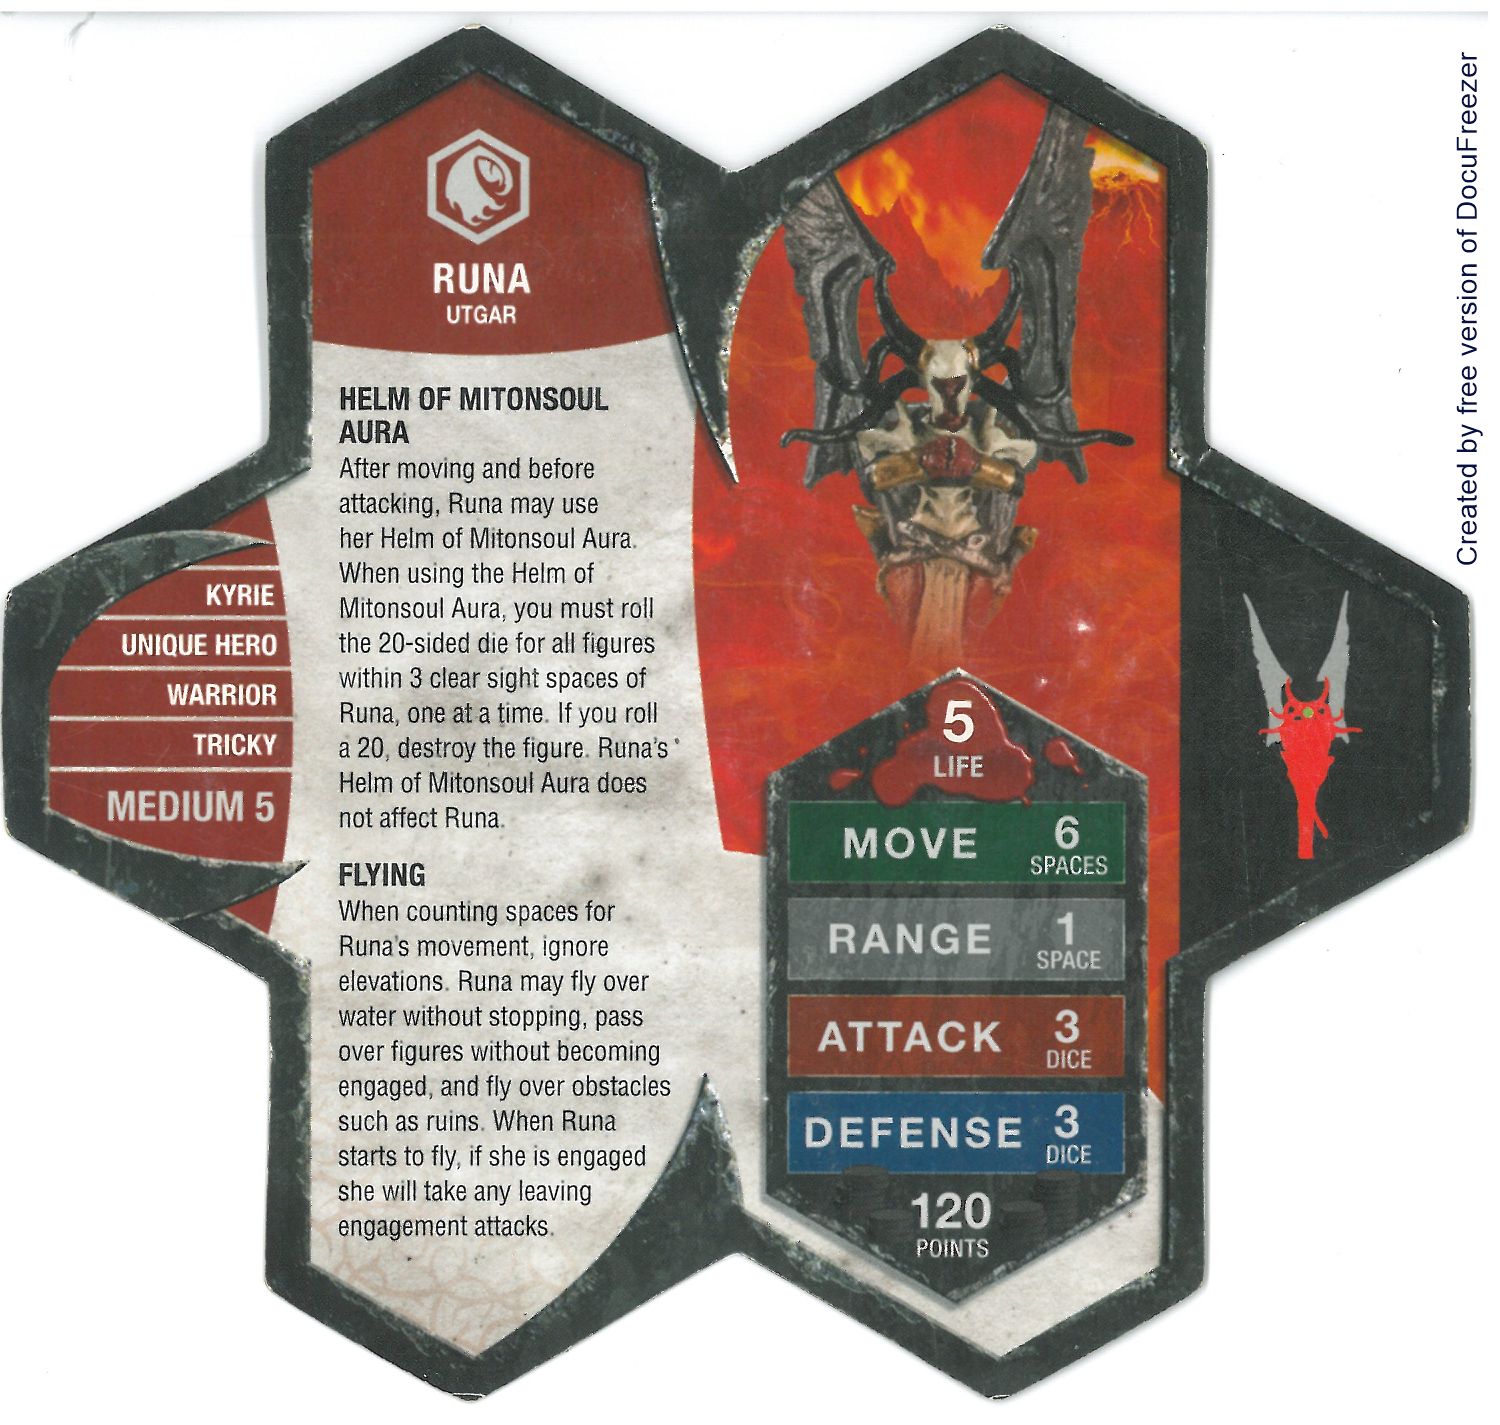 RUNA
UTGAR
HELM OF MITONSOUL
AURA
After moving and before
attacking, Runa may use
her Helm of Mitonsoul Aura.
When using the Helm of
Mitonsoul Aura, you must roll
the 20-sided die for all figures
within 3 clear sight spaces of
Runa, one at a time. If you roll
a 20, destroy the figure. Runa's
Helm of Mitonsoul Aura does
not affect Runa.
FLYING
When counting spaces for
Runa's movement, ignore
elevations. Runa may fly over
water without stopping, pass
over figures without becoming
engaged, and fly over obstacles
such as ruins. When Runa
starts to fly, if she is engaged
she will take any leaving
engagement attacks.
KYRIE
UNIQUE HERO
WARRIOR
TRICKY
MEDIUM 5
5
LIFE
MOVE 6
SPACES
RANGE 1
SPACE
ATTACK 3
DICE
DEFENSE 3
DICE
120
POINTS
Created by free version of DocuFreezer